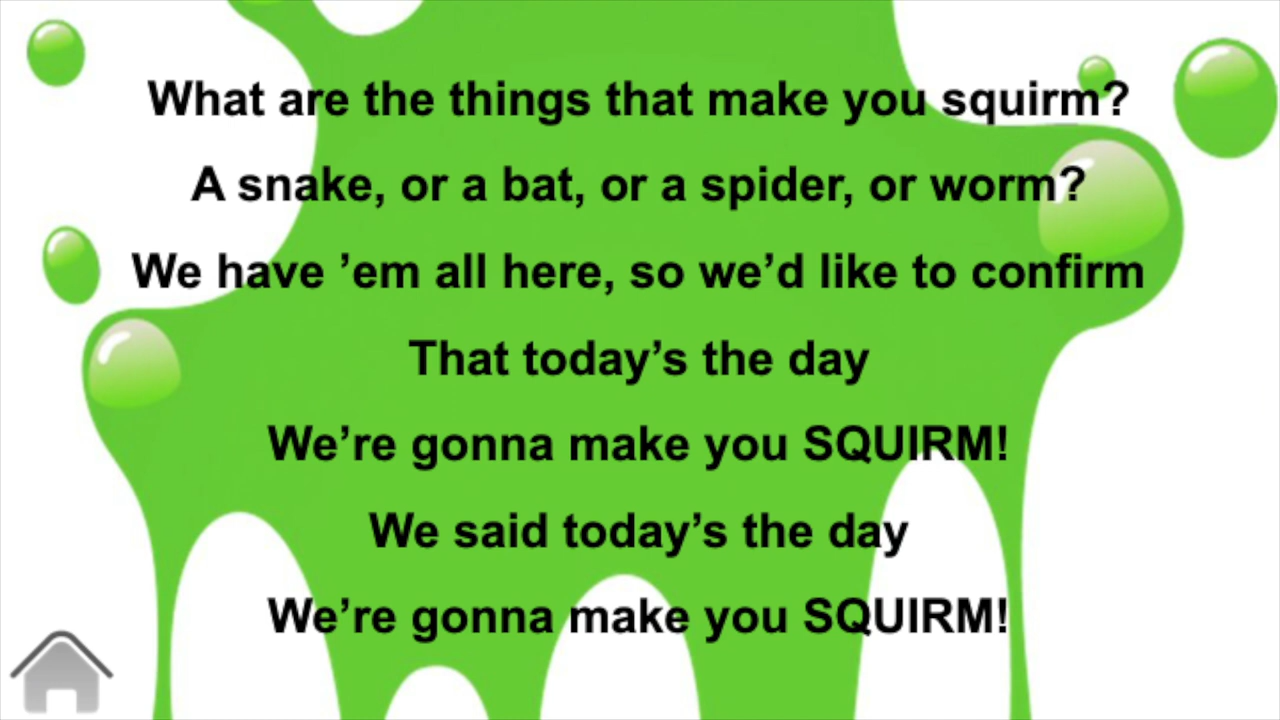 What are the things that make you squirm?
A snake, or a bat, or a spider, or worm?
We have ’em all here, so we’d like to confirm
That today’s the day
We’re gonna make you SQUIRM!
We said today’s the day
We’re gonna make you SQUIRM!